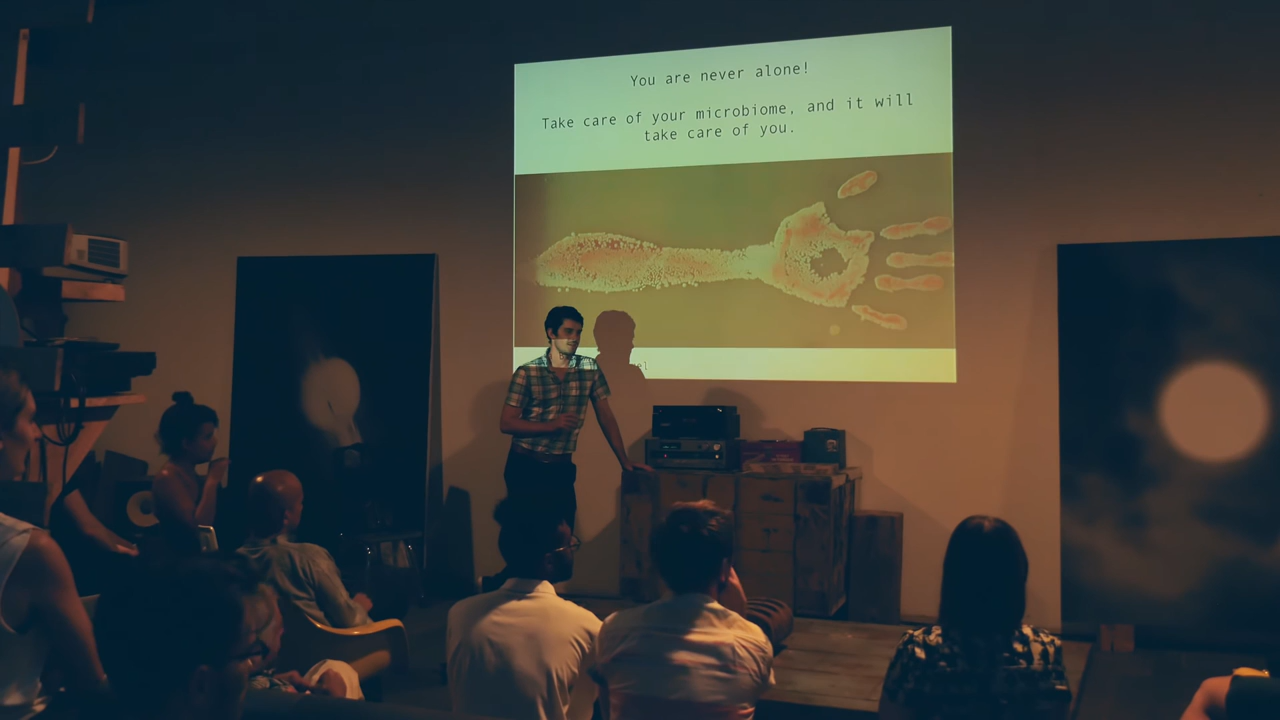 You are never alone!
Take care of your microbiome, and it will
take care of you.